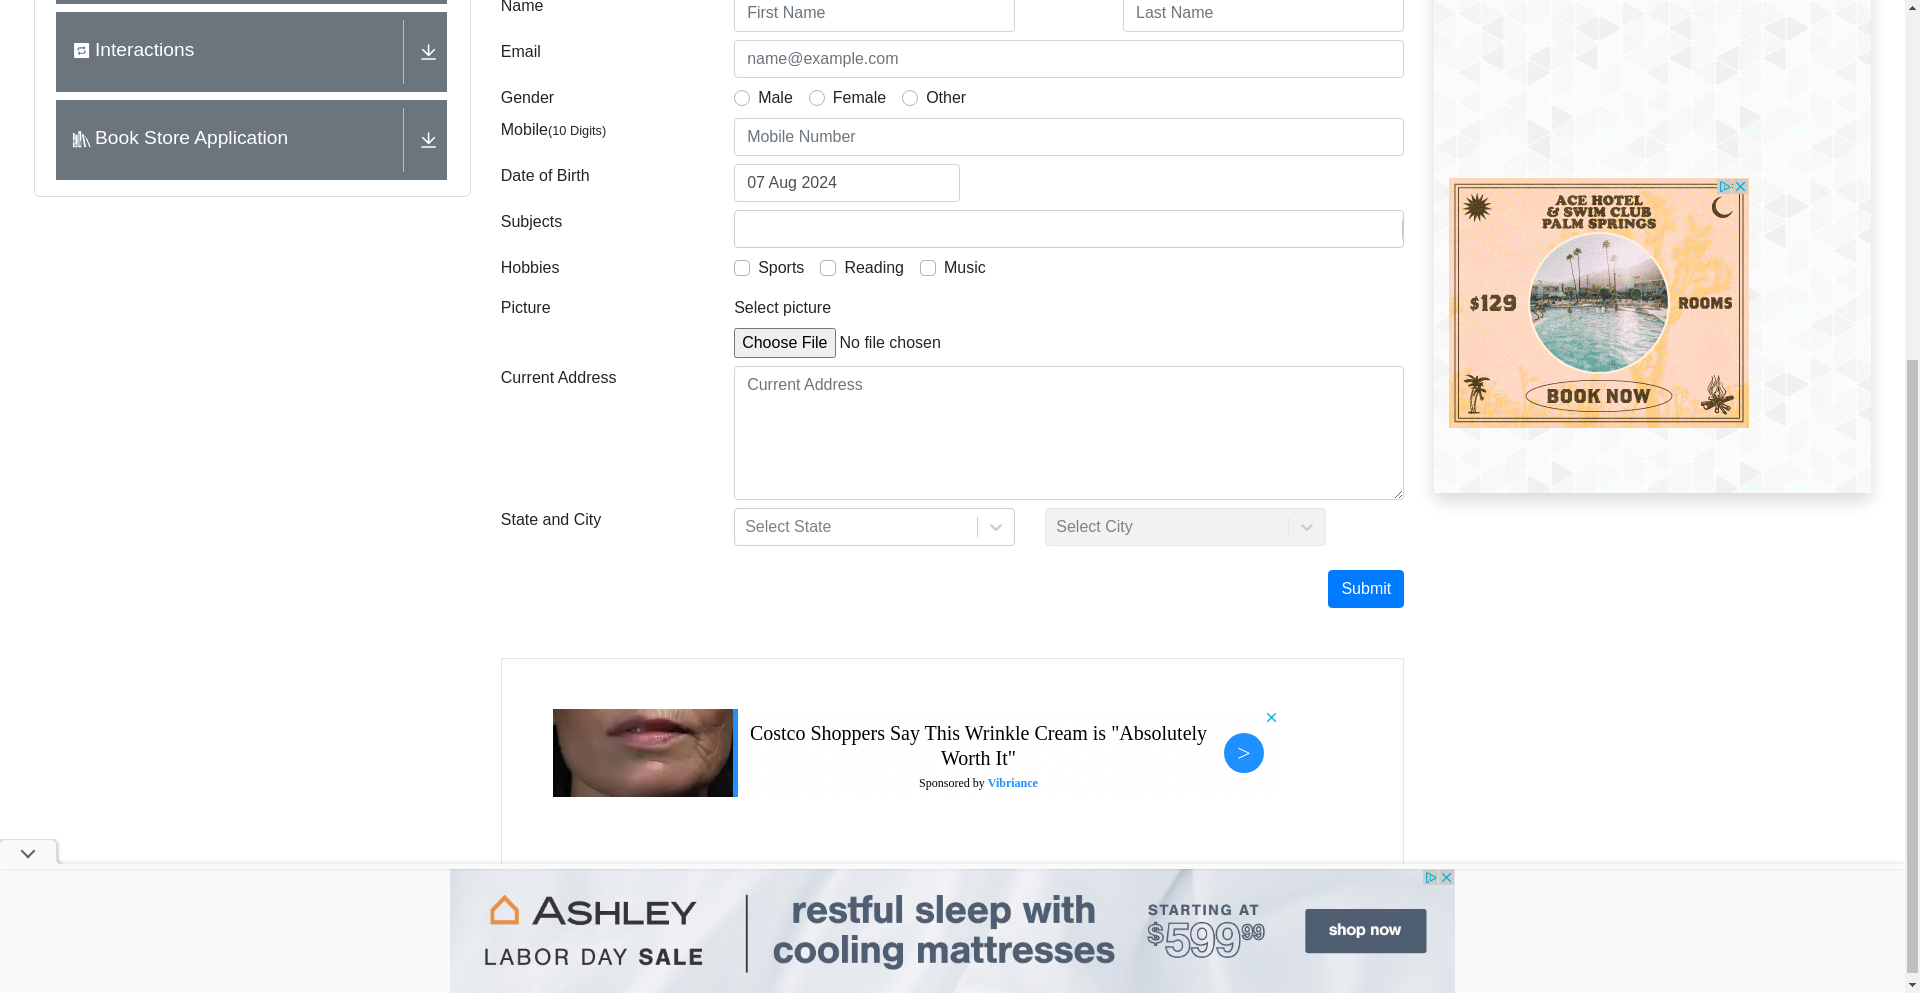 Interactions
Book Store Application
Name
First Name
Last Name
Email
name@example.com
Gender
Male
Female
Other
Mobile(10 Digits)
Mobile Number
Date of Birth
07 Aug 2024
Subjects
Hobbies
Sports
Reading
Music
Picture
Select picture
Choose File No file chosen
Current Address
Current Address
State and City
Select State
Select City
Submit
ACE HOTEL
& SWIM CLUB
PALM SPRINGS
$129
ROOMS
BOOK NOW
Costco Shoppers Say This Wrinkle Cream is "Absolutely
Worth It"
Sponsored by Vibriance
>
ASHLEY
LABOR DAY SALE
restful sleep with
cooling mattresses
STARTING AT
$599.99
shop now